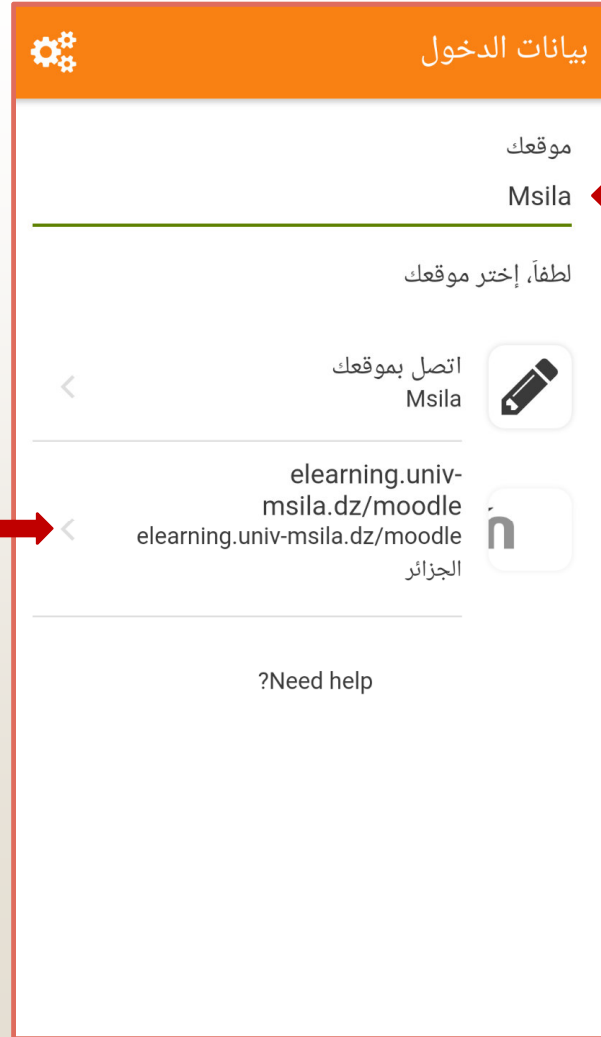 بيانات الدخول
موقعك
Msila
لطفاَ، إختر موقعك
اتصل بموقعك
Msila
elearning.univ-
msila.dz/moodle
elearning.univ-msila.dz/moodle
الجزائر
?Need help